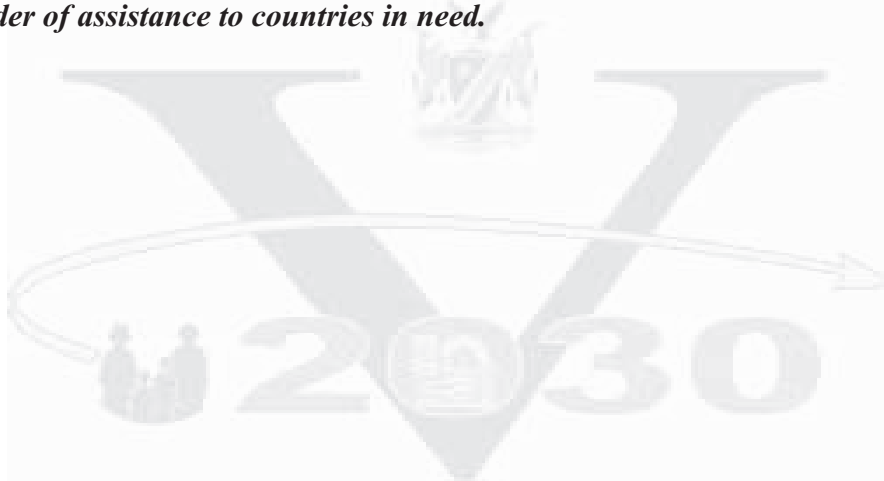 der of assistance to countries in need.
V
2030